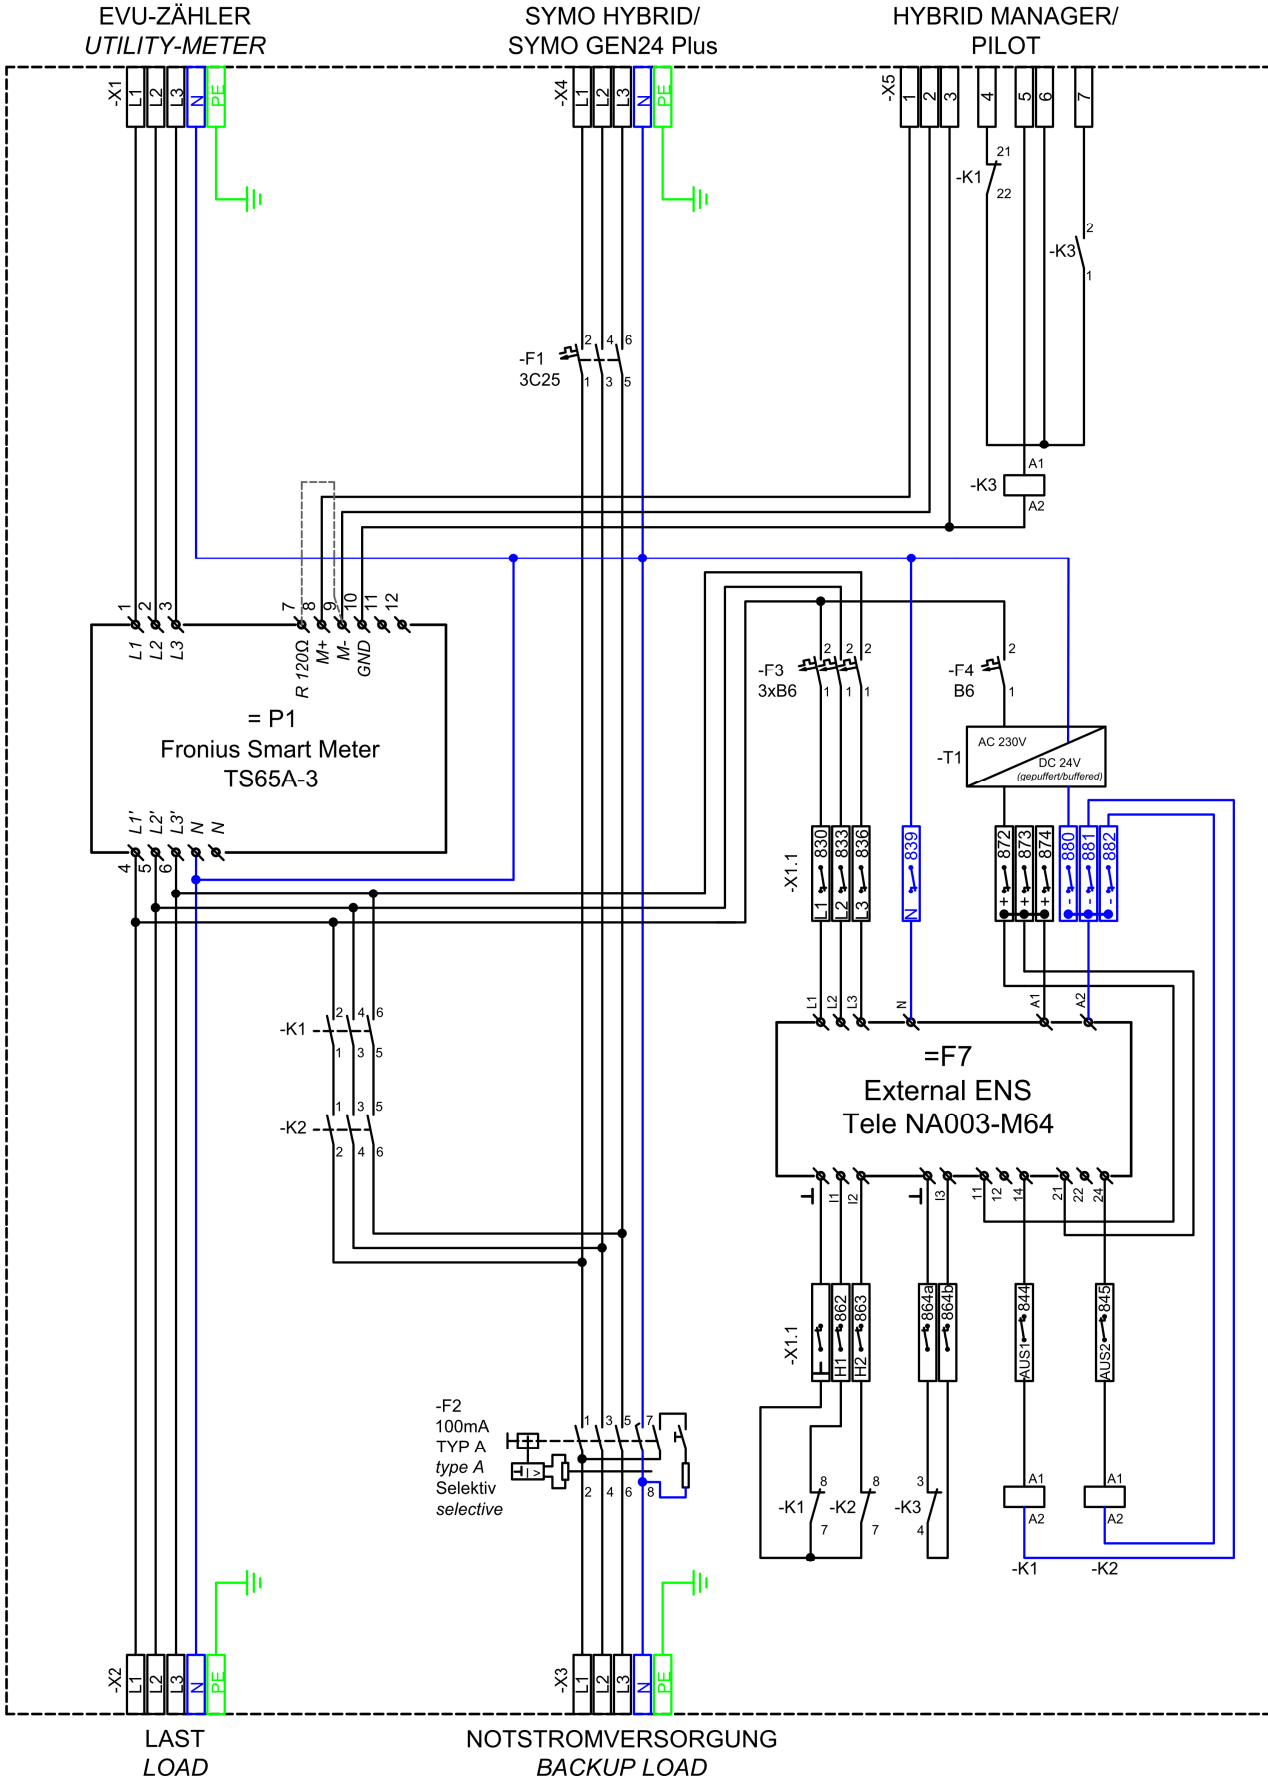 EVU-ZÄHLER
UTILITY-METER
SYMO HYBRID/
SYMO GEN24 Plus
HYBRID MANAGER/
PILOT
-X1
L1
L2
L3
N
PE
-X4
L1
L2
L3
N
PE
-X5
1
2
3
4
5
6
7
-K1
21
22
-K3
2
1
-F1
3C25
2
4
6
1
3
5
-K3
A1
A2
1
2
3
7
8
9
10
11
12
L1
L2
L3
R 120Ω
M+
M-
GND
= P1
Fronius Smart Meter
TS65A-3
L1'
L2'
L3'
N
N
4
5
6
-F3
3xB6
2
2
2
1
1
1
-F4
B6
2
1
-T1
AC 230V
DC 24V
(gepuffert/buffered)
-X1.1
L1 830
L2 833
L3 836
N 839
+ 872
+ 873
+ 874
- 880
- 881
- 882
-K1
2
4
6
1
3
5
-K2
1
3
5
2
4
6
L1
L2
L3
N
A1
A2
=F7
External ENS
Tele NA003-M64
I1
I2
I3
11
12
14
21
22
24
-X1.1
H1 862
H2 863
864a
864b
AUS1 844
AUS2 845
-F2
100mA
TYP A
type A
Selektiv
selective
1
3
5
7
I >
2
4
6
8
-K1
8
7
-K2
8
7
-K3
3
4
A1
A2
-K1
A1
A2
-K2
-X2
L1
L2
L3
N
PE
-X3
L1
L2
L3
N
PE
LAST
LOAD
NOTSTROMVERSORGUNG
BACKUP LOAD